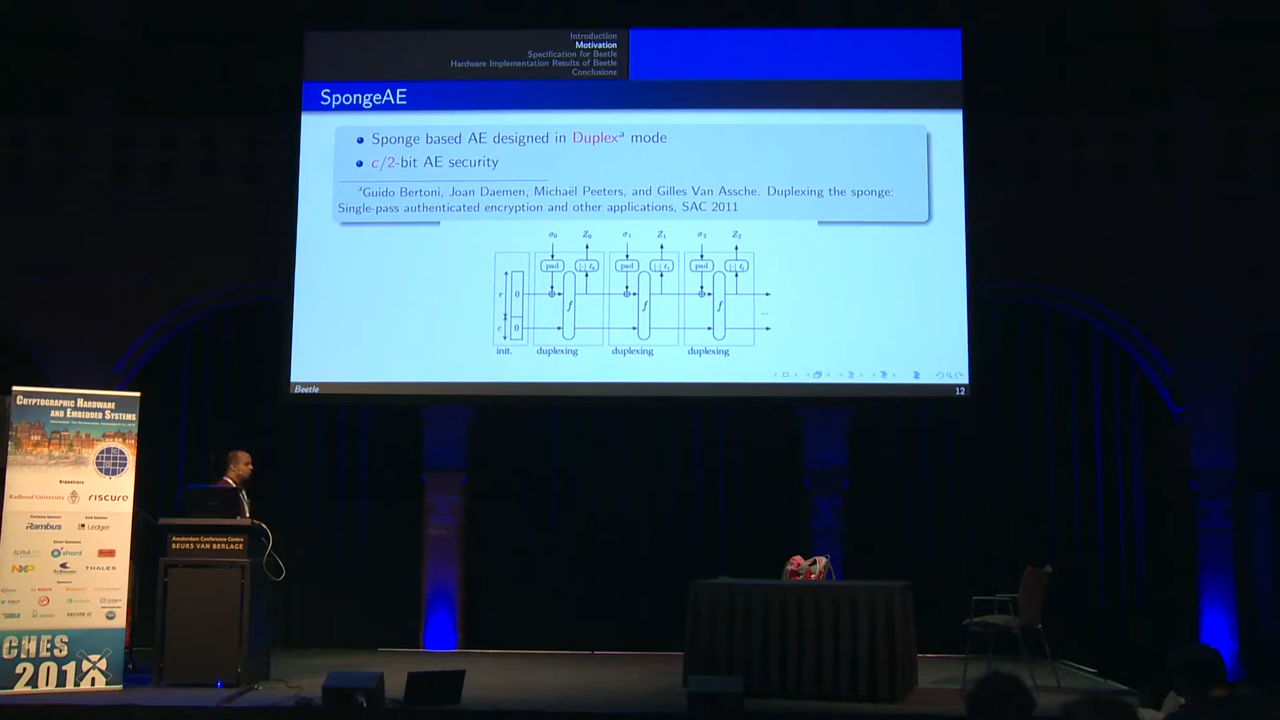 Introduction
Motivation
Specification for Beetle
Hardware Implementation Results of Beetle
Conclusions
SpongeAE
Sponge based AE designed in Duplexᵃ mode
c/2-bit AE security
ᵃGuido Bertoni, Joan Daemen, Michaël Peeters, and Gilles Van Assche. Duplexing the sponge:
Single-pass authenticated encryption and other applications, SAC 2011
σ₀ Z₀ σ₁ Z₁ σ₂ Z₂
pad pad pad
r 0 f f f
c 0
...
init. duplexing duplexing duplexing
Beetle 12
CRYPTOGRAPHIC HARDWARE
AND EMBEDDED SYSTEMS
Organizers
Radboud University riscure
Rambus Ledger
shard
NXP THALES
CHES
2018
Amsterdam Conference Centre
BEURS VAN BERLAGE